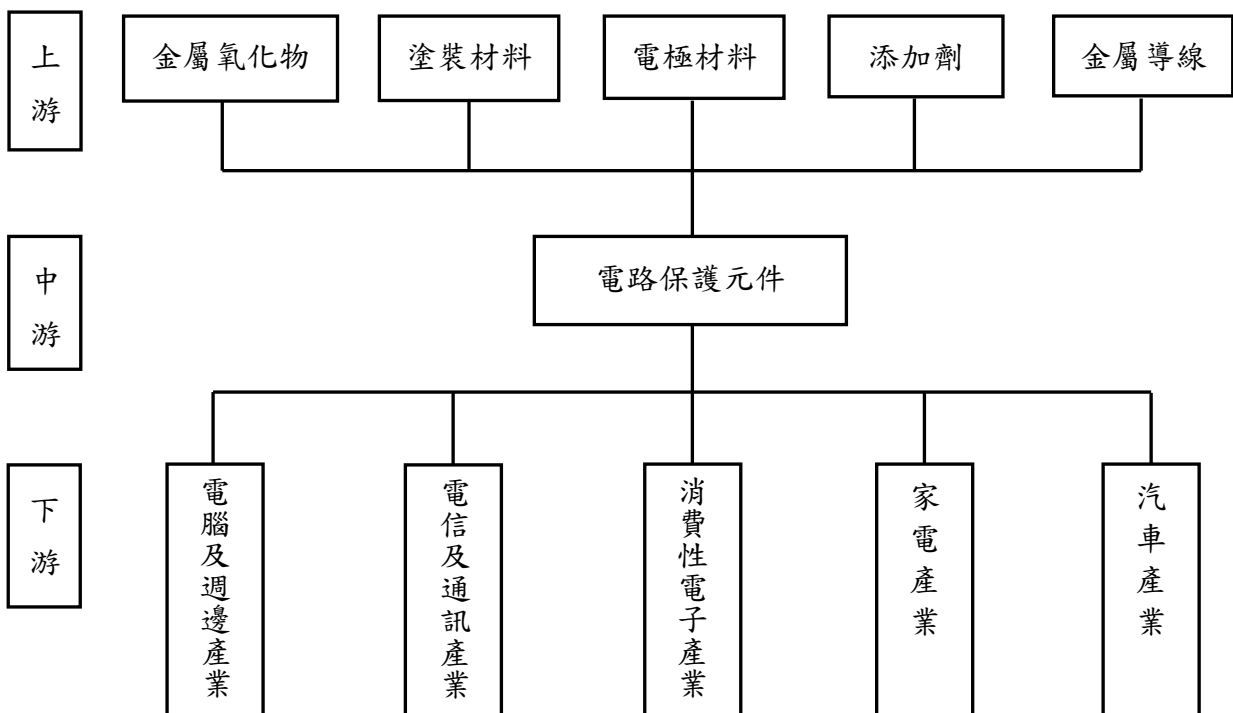 上游
金屬氧化物
塗裝材料
電極材料
添加劑
金屬導線
中游
電路保護元件
下游
電腦及週邊產業
電信及通訊產業
消費性電子產業
家電產業
汽車產業